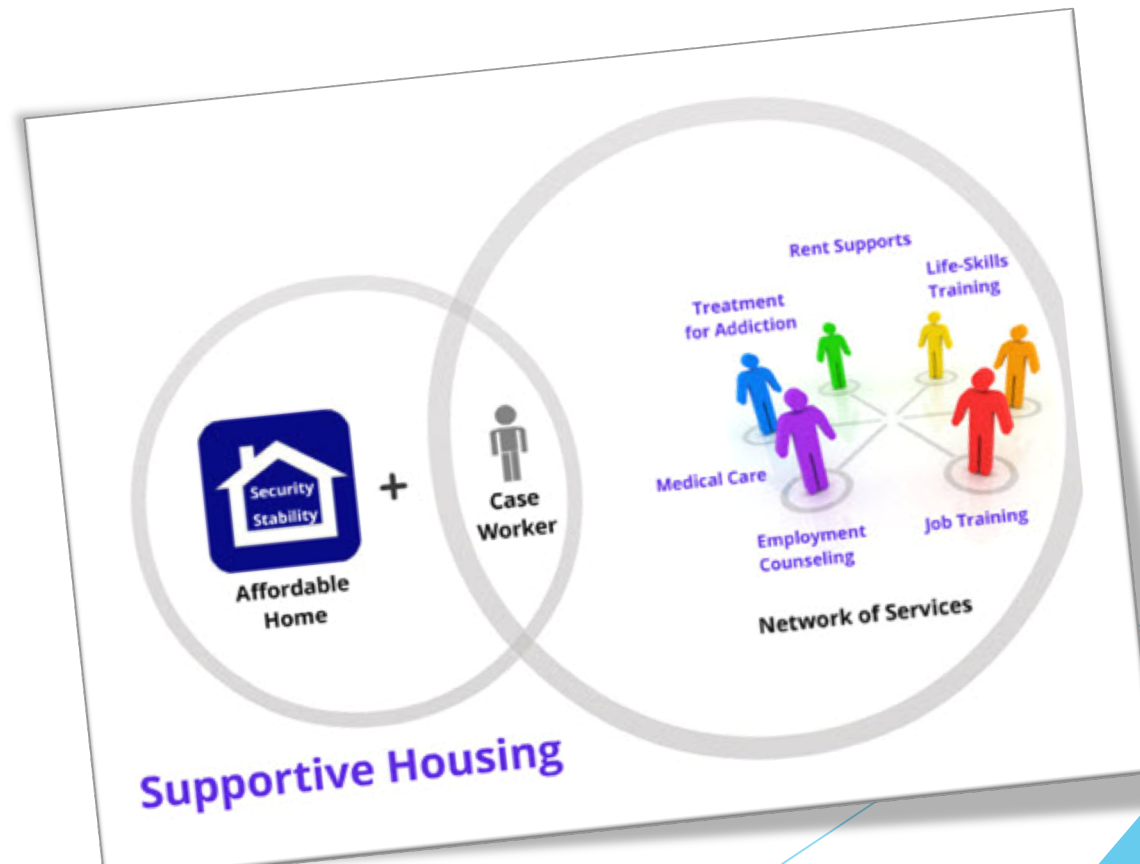 Rent Supports
Life-Skills
Training
Treatment
for Addiction
Security
Stability
+
Case
Worker
Medical Care
Employment
Counseling
Job Training
Affordable
Home
Network of Services
Supportive Housing